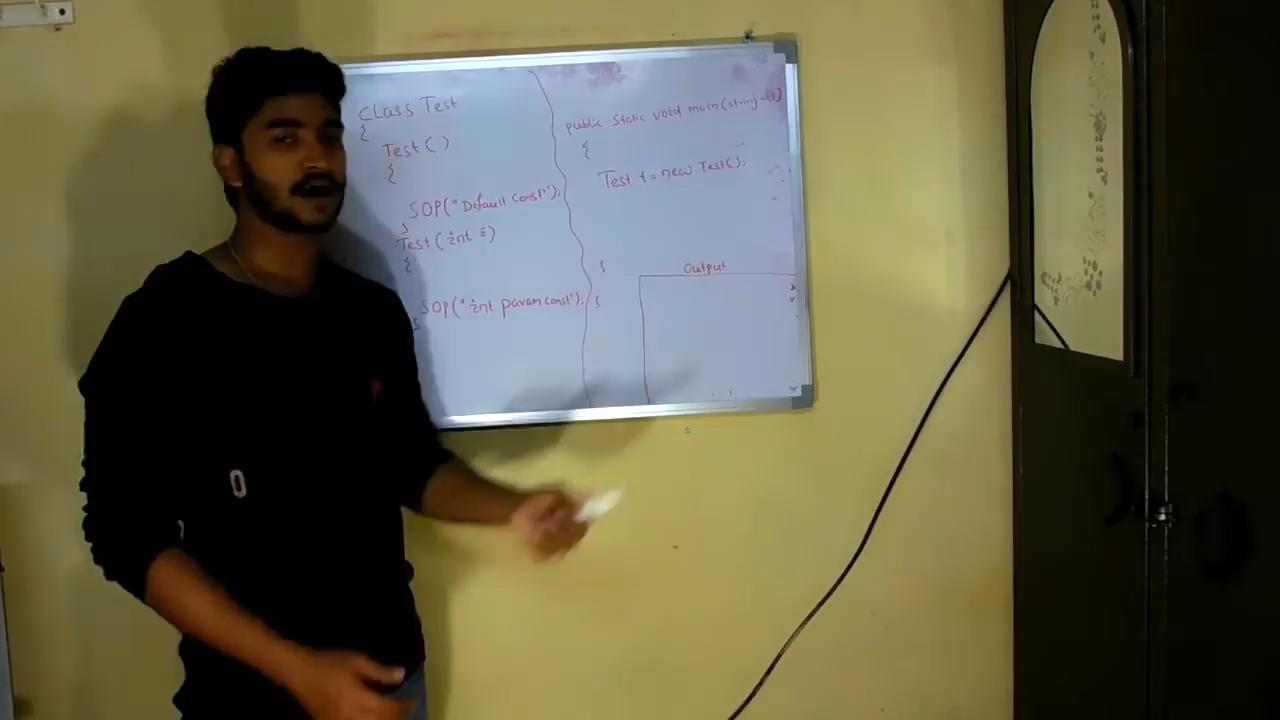 class Test
{
Test()
{
SOP("Default const");
}
Test(int i)
{
SOP("int param const");
}
public static void main(String
{
Test t = new Test();
}
}
Output